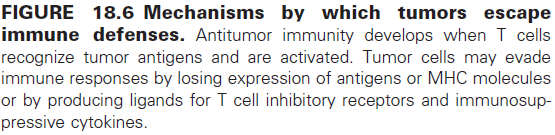 FIGURE 18.6 Mechanisms by which tumors escape
immune defenses. Antitumor immunity develops when T cells
recognize tumor antigens and are activated. Tumor cells may evade
immune responses by losing expression of antigens or MHC molecules
or by producing ligands for T cell inhibitory receptors and immunosup-
pressive cytokines.